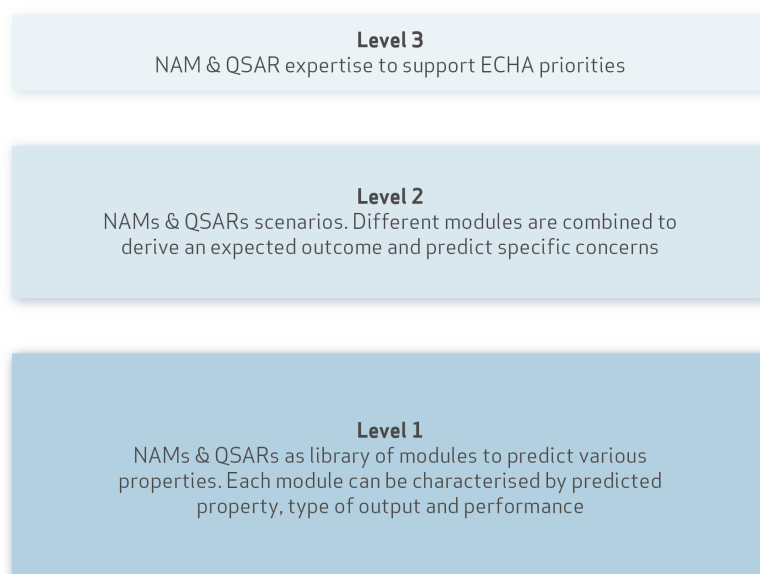 Level 3
NAM & QSAR expertise to support ECHA priorities
Level 2
NAMs & QSARs scenarios. Different modules are combined to
derive an expected outcome and predict specific concerns
Level 1
NAMs & QSARs as library of modules to predict various
properties. Each module can be characterised by predicted
property, type of output and performance